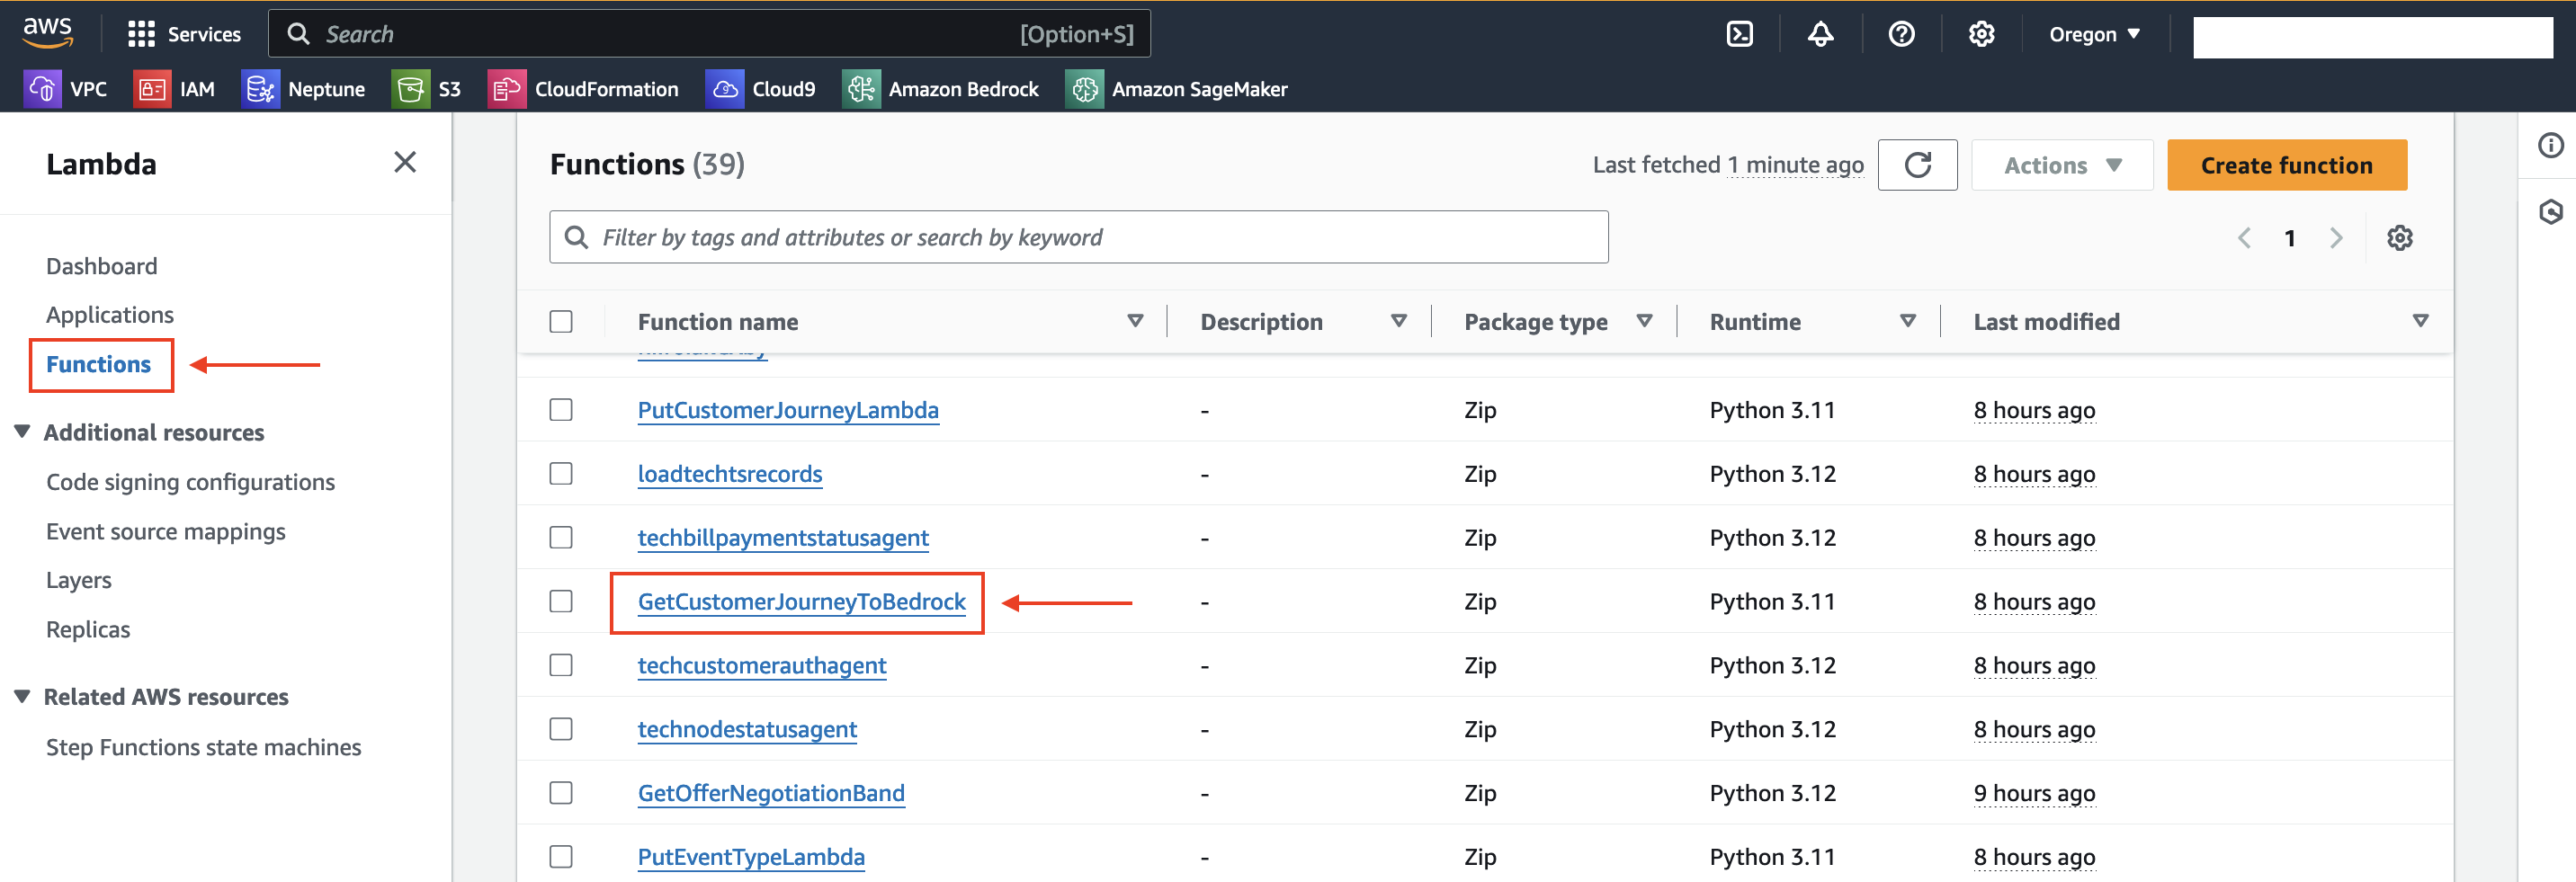 aws
Services
Search
[Option+S]
Oregon
VPC
IAM
Neptune
S3
CloudFormation
Cloud9
Amazon Bedrock
Amazon SageMaker
Lambda
Dashboard
Applications
Functions
Additional resources
Code signing configurations
Event source mappings
Layers
Replicas
Related AWS resources
Step Functions state machines
Functions (39)
Last fetched 1 minute ago
Actions
Create function
Filter by tags and attributes or search by keyword
1
Function name Description Package type Runtime Last modified
PutCustomerJourneyLambda - Zip Python 3.11 8 hours ago
loadtechtsrecords - Zip Python 3.12 8 hours ago
techbillpaymentstatusagent - Zip Python 3.12 8 hours ago
GetCustomerJourneyToBedrock - Zip Python 3.11 8 hours ago
techcustomerauthagent - Zip Python 3.12 8 hours ago
technodestatusagent - Zip Python 3.12 8 hours ago
GetOfferNegotiationBand - Zip Python 3.12 9 hours ago
PutEventTypeLambda - Zip Python 3.11 8 hours ago